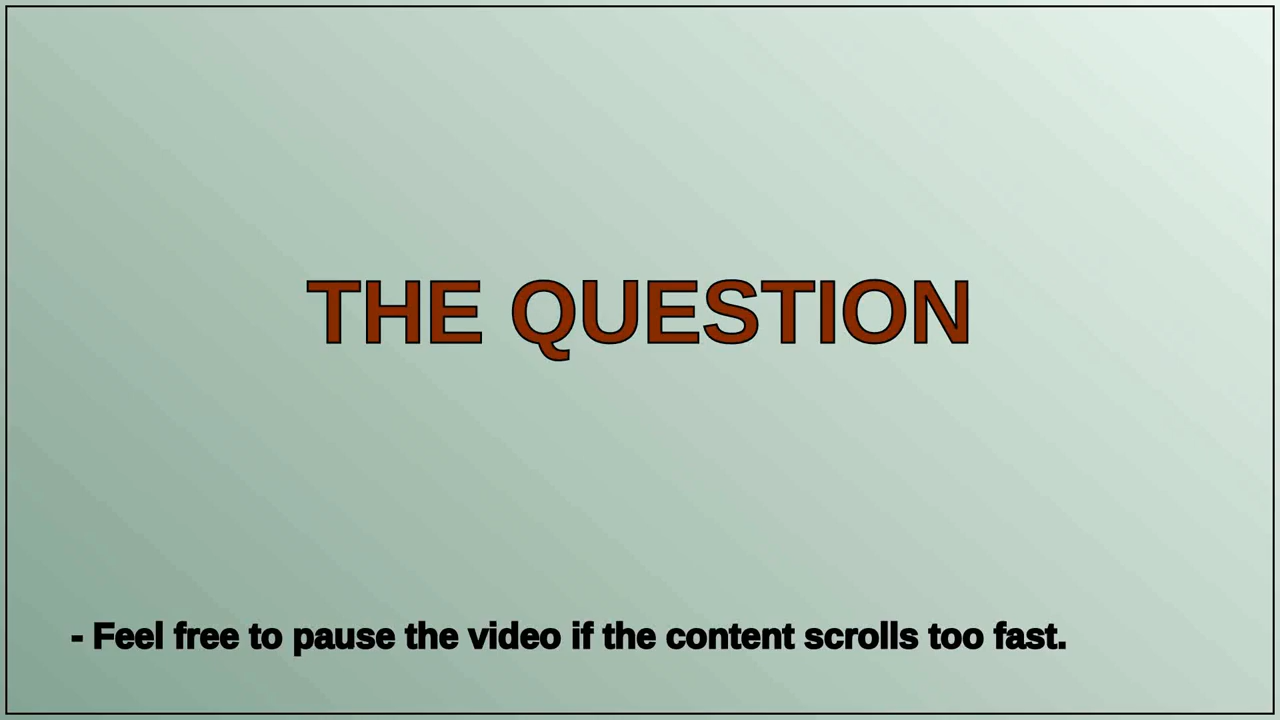 THE QUESTION
- Feel free to pause the video if the content scrolls too fast.